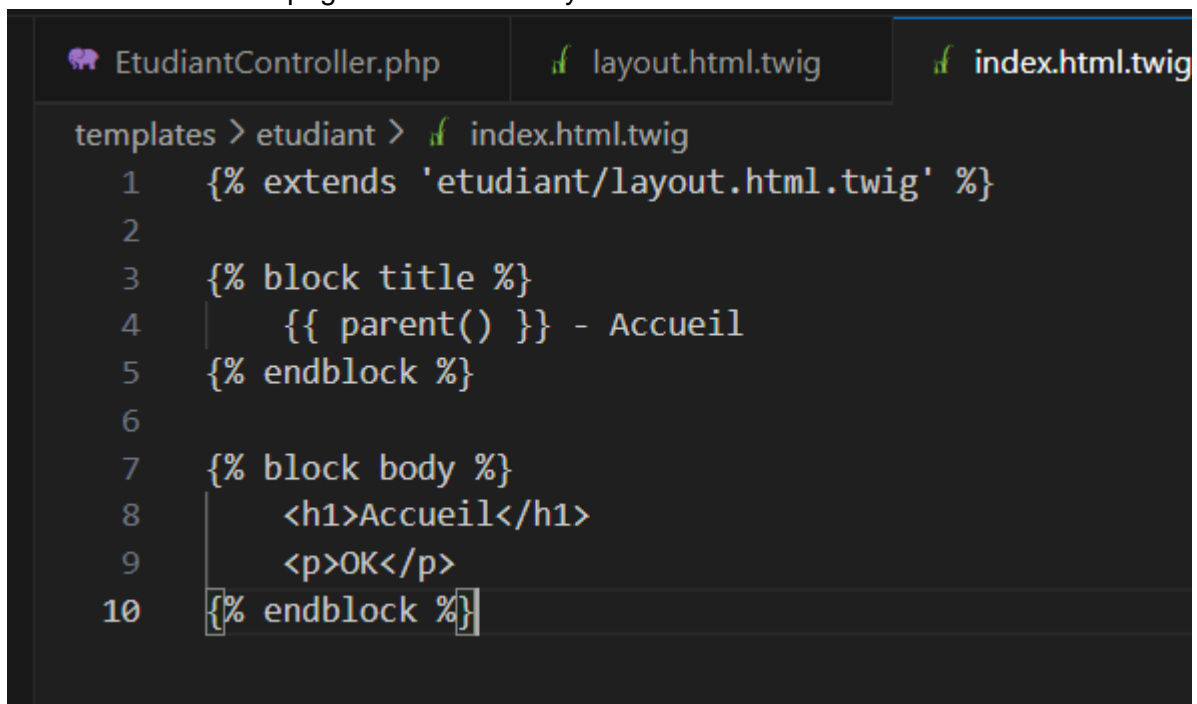 EtudiantController.php layout.html.twig index.html.twig
templates > etudiant > index.html.twig
1 {% extends 'etudiant/layout.html.twig' %}
2
3 {% block title %}
4 {{ parent() }} - Accueil
5 {% endblock %}
6
7 {% block body %}
8 <h1>Accueil</h1>
9 <p>OK</p>
10 {% endblock %}